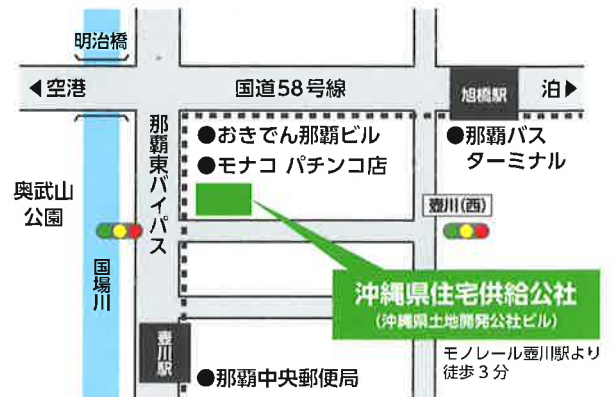 明治橋
◀空港
国道58号線
旭橋駅
泊▶
那覇東バイパス
●おきでん那覇ビル
●モナコ パチンコ店
●那覇バス
ターミナル
奥武山
公園
壺川(西)
国場川
沖縄県住宅供給公社
(沖縄県土地開発公社ビル)
壺川駅
●那覇中央郵便局
モノレール壺川駅より
徒歩3分